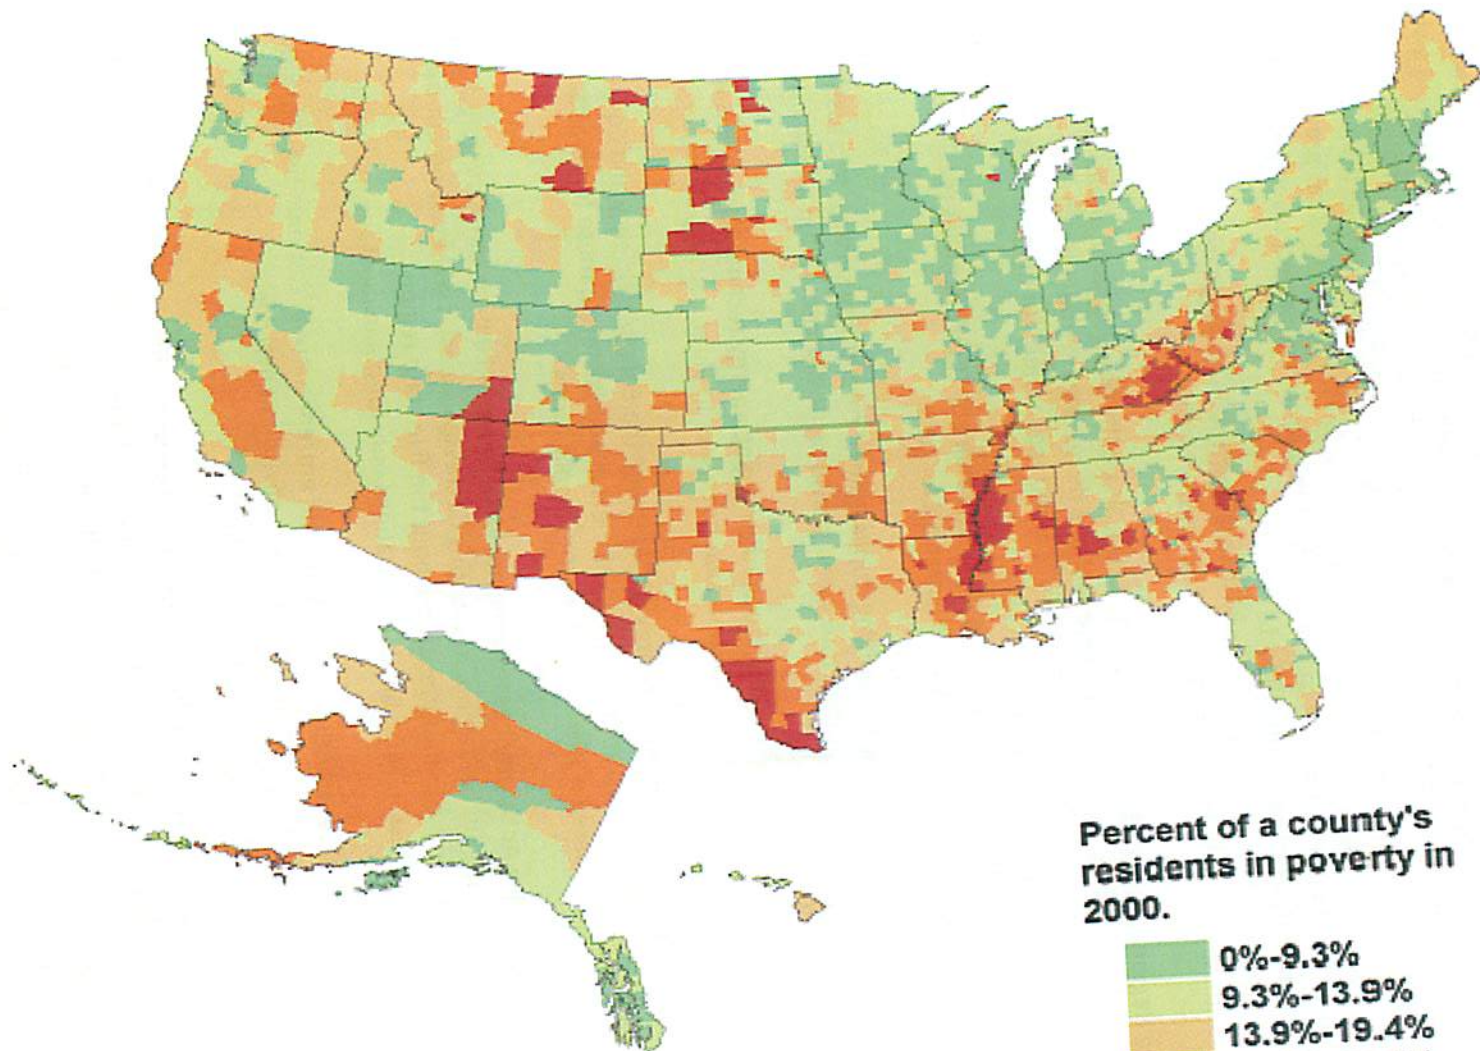 Percent of a county's
residents in poverty in
2000.
0%-9.3%
9.3%-13.9%
13.9%-19.4%